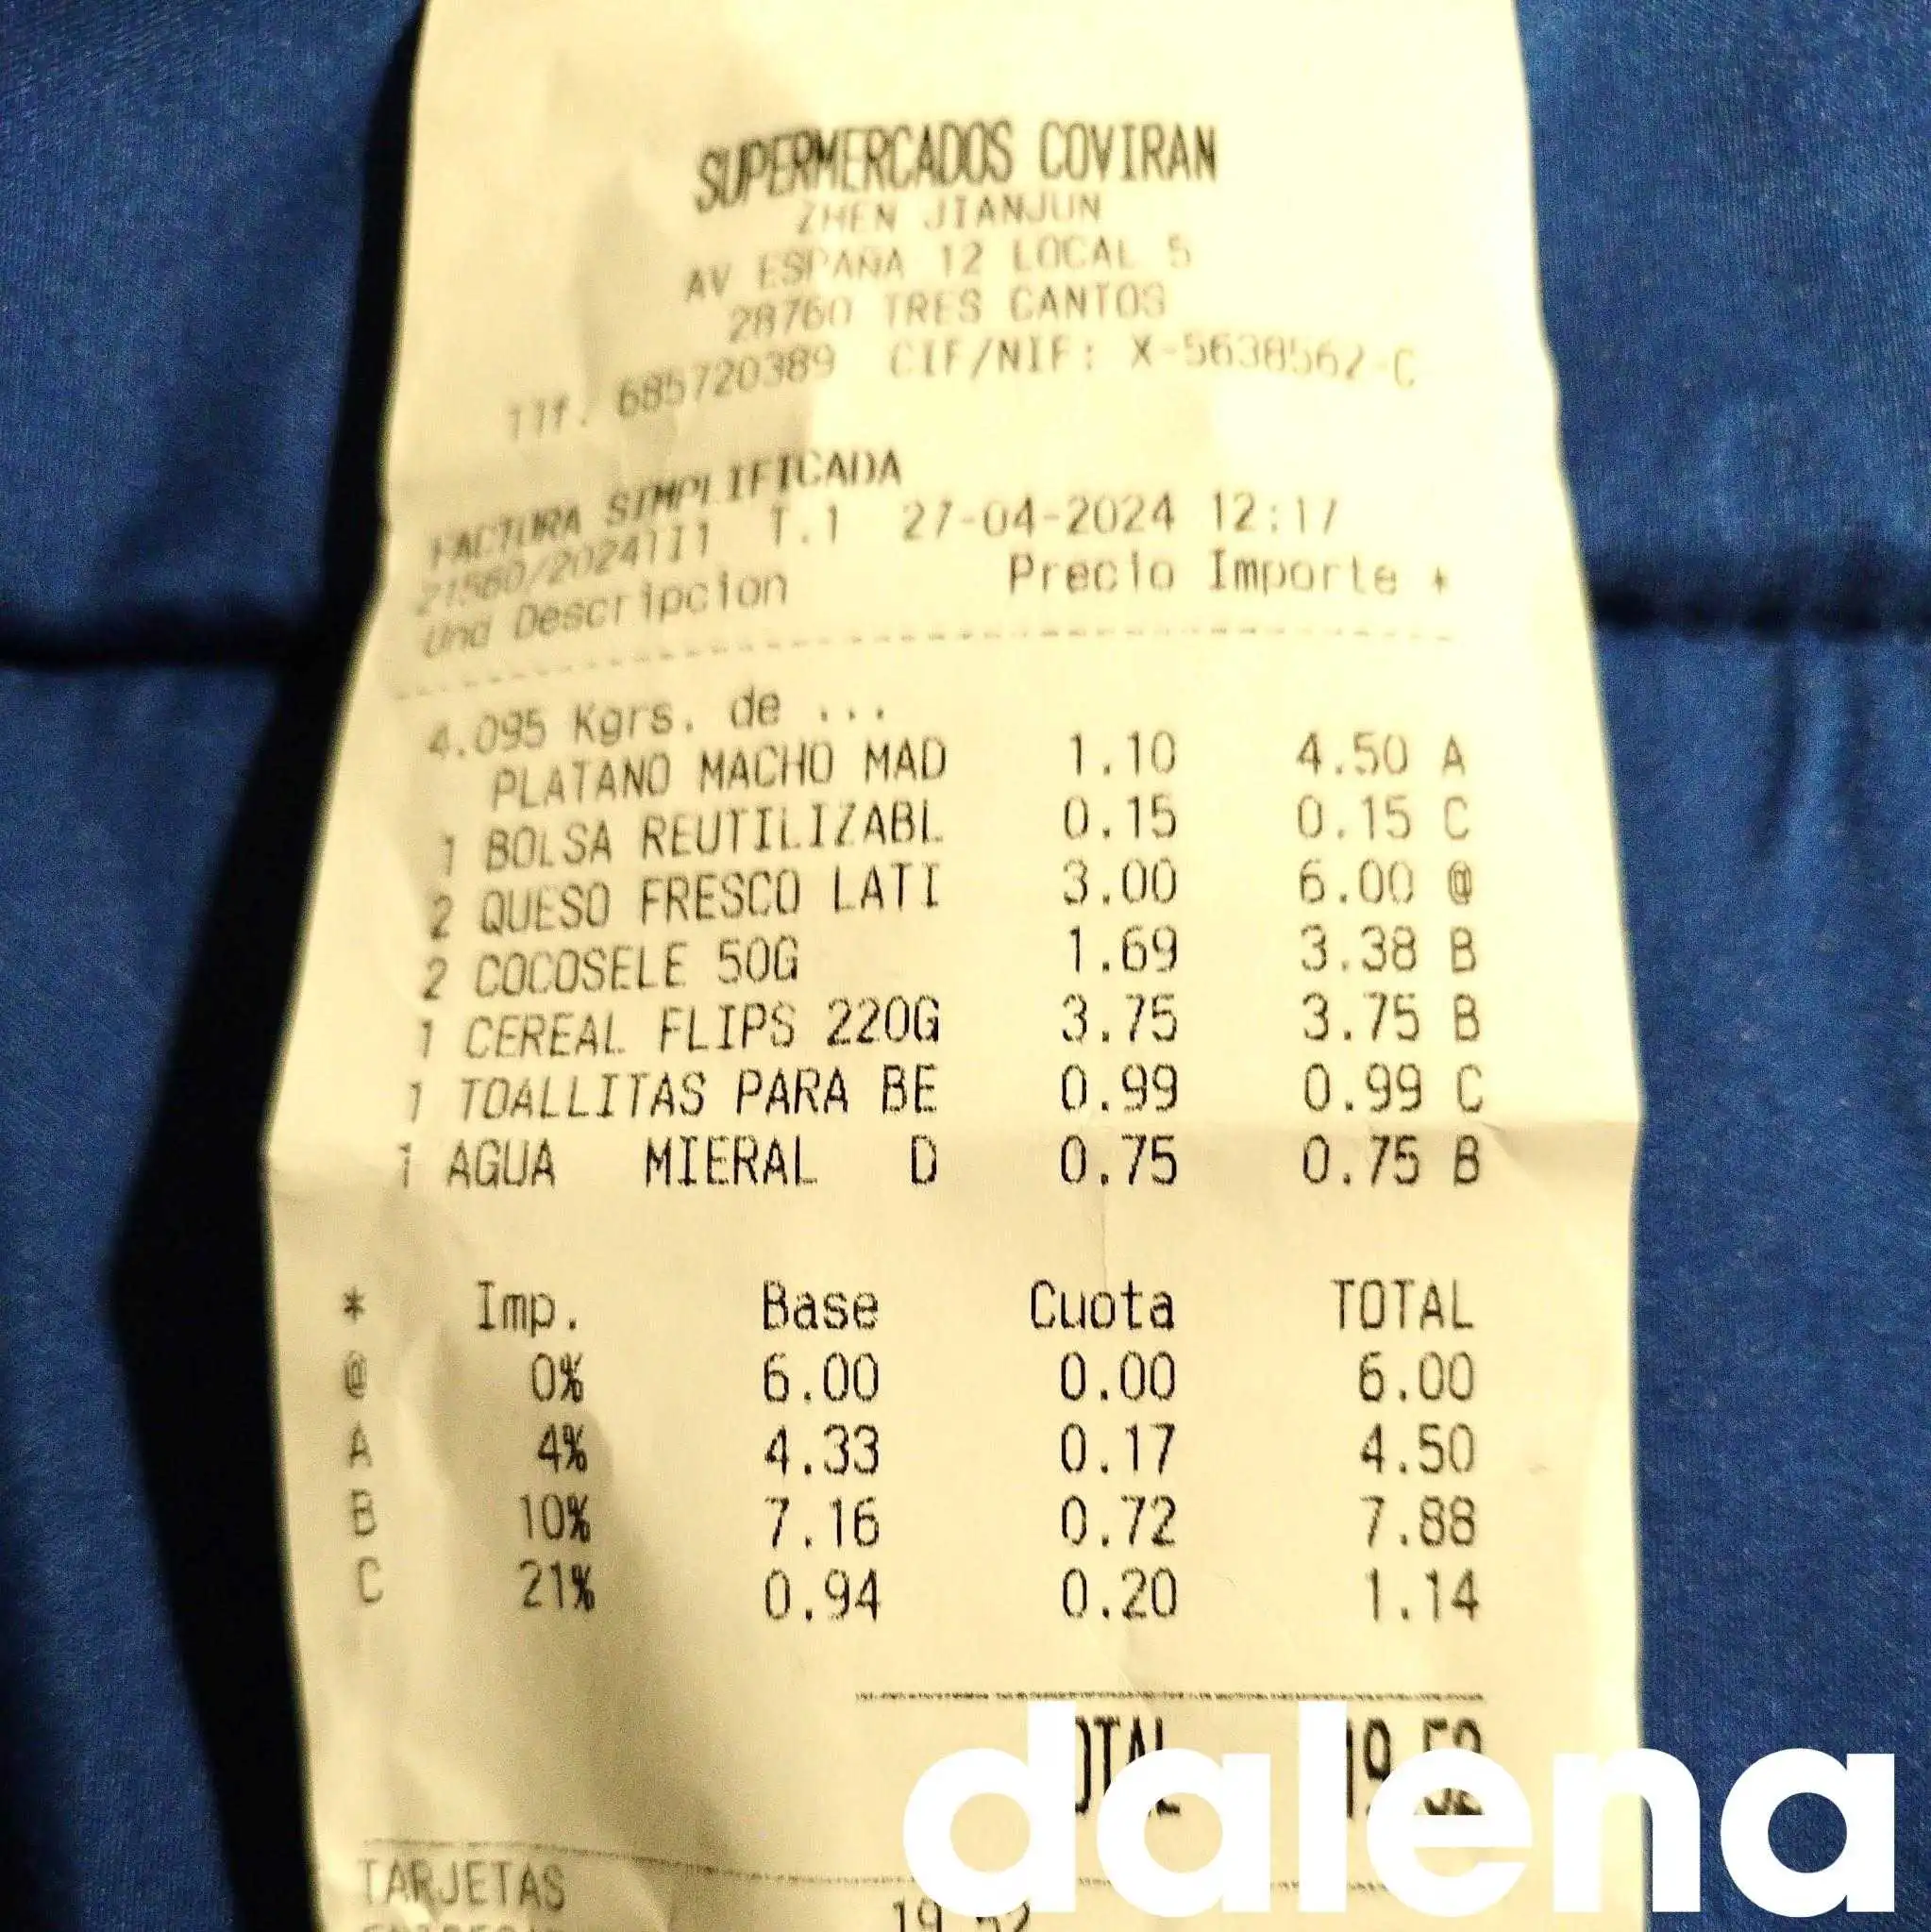 SUPERMERCADOS COVIRAN
ZHEN JIANJUN
AV ESPAÑA 12 LOCAL 5
28760 TRES CANTOS
Tlf. 685720389 CIF/NIF: X-5638562-C
FACTURA SIMPLIFICADA
T.1 27-04-2024 12:17
Und Descripcion Precio Importe *
4.095 Kgrs. de ...
PLATANO MACHO MAD 1.10 4.50 A
1 BOLSA REUTILIZABL 0.15 0.15 C
2 QUESO FRESCO LATI 3.00 6.00 @
2 COCOSELE 50G 1.69 3.38 B
1 CEREAL FLIPS 220G 3.75 3.75 B
1 TOALLITAS PARA BE 0.99 0.99 C
1 AGUA MIERAL D 0.75 0.75 B
* Imp. Base Cuota TOTAL
@ 0% 6.00 0.00 6.00
A 4% 4.33 0.17 4.50
B 10% 7.16 0.72 7.88
C 21% 0.94 0.20 1.14
TOTAL 19.52
dalena
TARJETAS 19.52